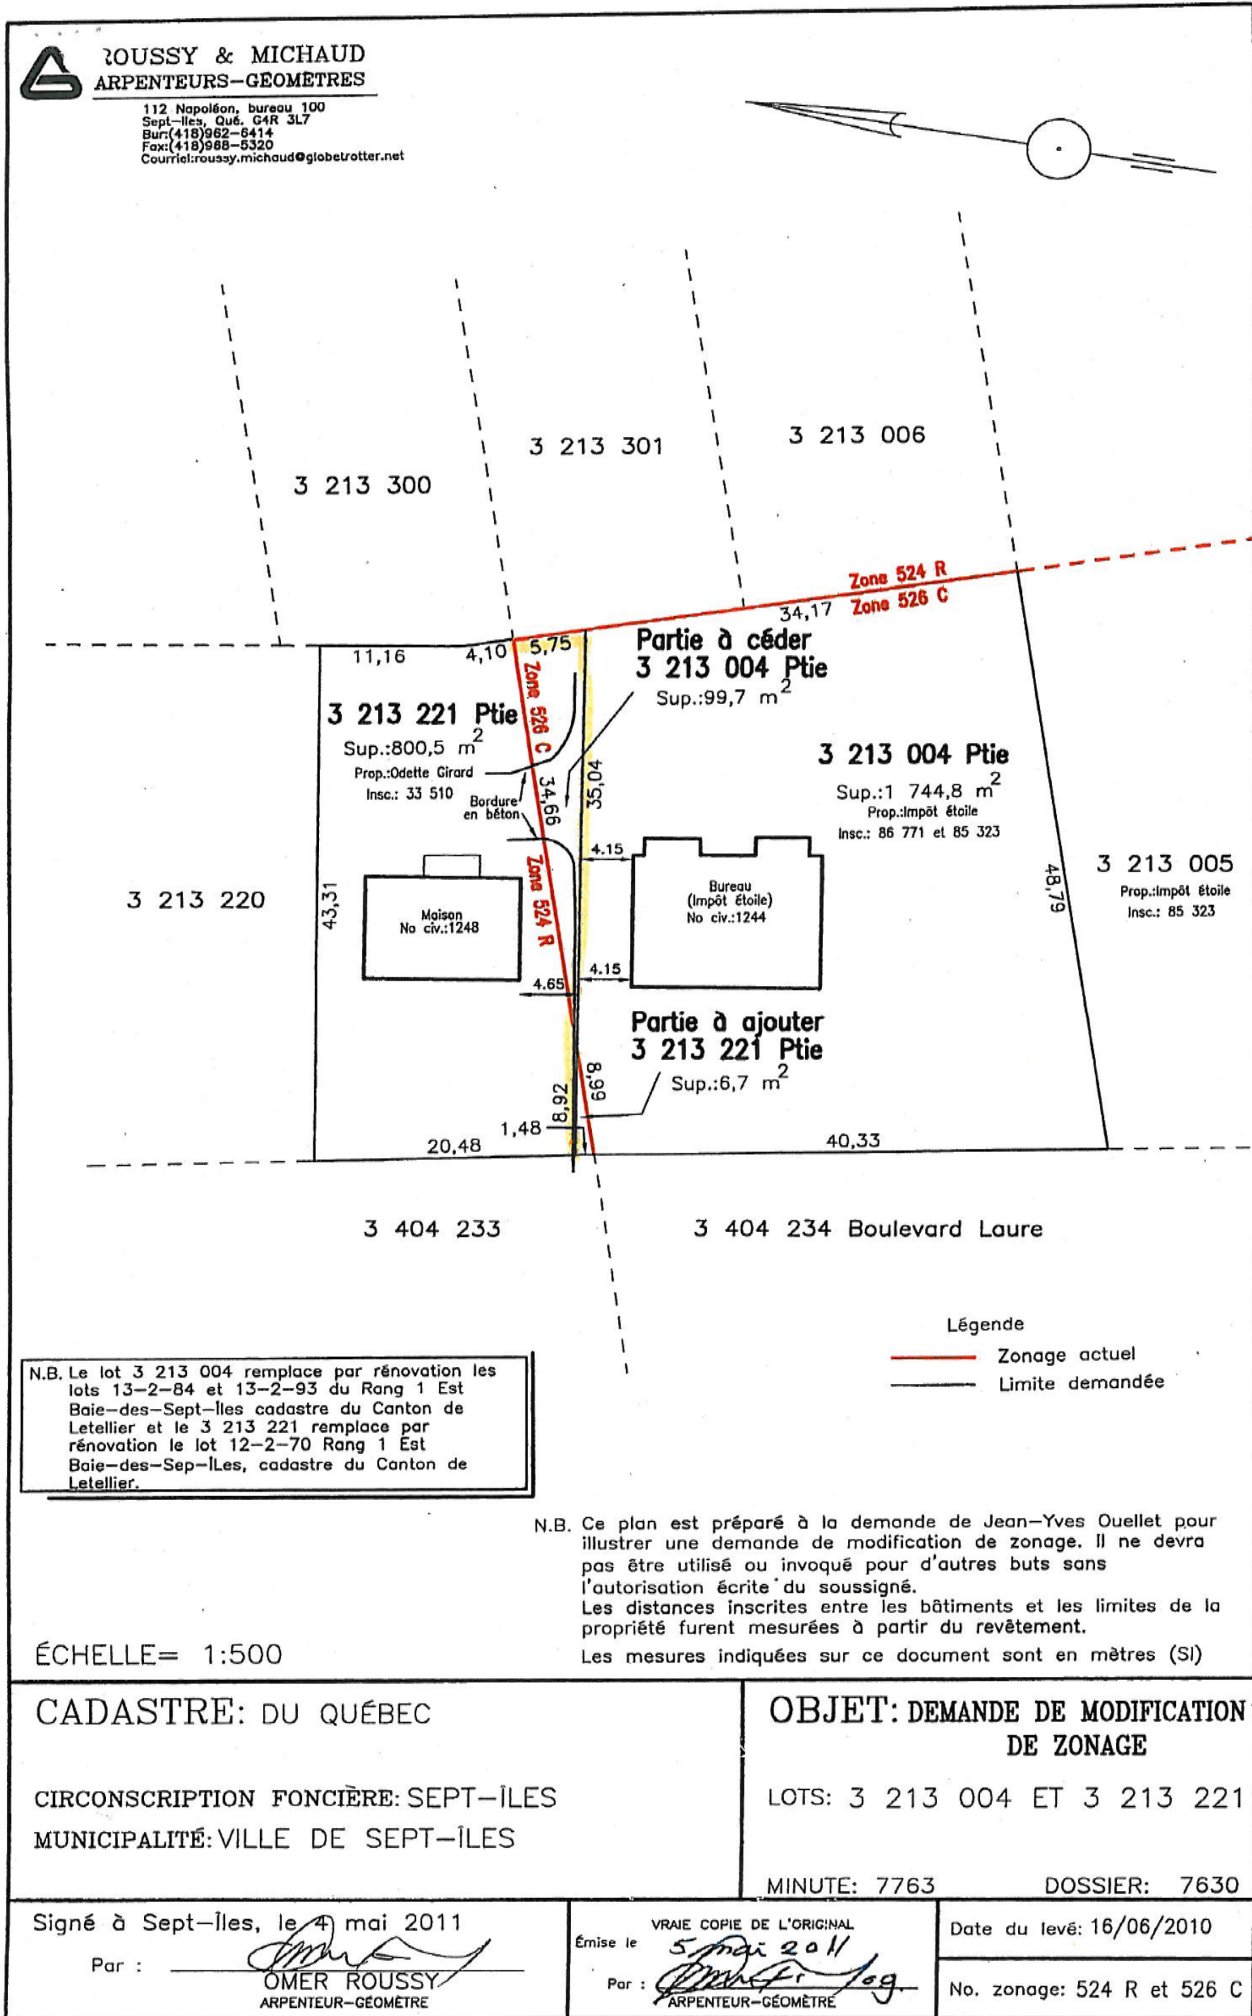 ROUSSY & MICHAUD
ARPENTEURS-GÉOMÈTRES
112 Napoléon, bureau 100
Sept-Iles, Qué. G4R 3L7
Bur:(418)962-6414
Fax:(418)968-5320
Courriel:roussy.michaud@globetrotter.net
3 213 300
3 213 301
3 213 006
Zone 524 R
Zone 526 C
34,17
11,16
4,10
5,75
Partie à céder
3 213 004 Ptie
Sup.:99,7 m2
3 213 221 Ptie
Sup.:800,5 m2
Prop.:Odette Girard
Insc.: 33 510
Bordure
en béton
Zone 526 C
34,66
Zone 524 R
35,04
3 213 004 Ptie
Sup.:1 744,8 m2
Prop.:Impôt étoile
Insc.: 86 771 et 85 323
3 213 220
43,31
Maison
No civ.:1248
4.15
Bureau
(Impôt étoile)
No civ.:1244
48,79
3 213 005
Prop.:Impôt étoile
Insc.: 85 323
4.65
4.15
Partie à ajouter
3 213 221 Ptie
Sup.:6,7 m2
8,92
8,99
1,48
20,48
40,33
3 404 233
3 404 234 Boulevard Laure
Légende
Zonage actuel
Limite demandée
N.B. Le lot 3 213 004 remplace par rénovation les
lots 13-2-84 et 13-2-93 du Rang 1 Est
Baie-des-Sept-Îles cadastre du Canton de
Letellier et le 3 213 221 remplace par
rénovation le lot 12-2-70 Rang 1 Est
Baie-des-Sep-ÎLes, cadastre du Canton de
Letellier.
N.B. Ce plan est préparé à la demande de Jean-Yves Ouellet pour
illustrer une demande de modification de zonage. Il ne devra
pas être utilisé ou invoqué pour d'autres buts sans
l'autorisation écrite du soussigné.
Les distances inscrites entre les bâtiments et les limites de la
propriété furent mesurées à partir du revêtement.
Les mesures indiquées sur ce document sont en mètres (SI)
ÉCHELLE= 1:500
CADASTRE: DU QUÉBEC
CIRCONSCRIPTION FONCIÈRE: SEPT-ÎLES
MUNICIPALITÉ: VILLE DE SEPT-ÎLES
OBJET: DEMANDE DE MODIFICATION
DE ZONAGE
LOTS: 3 213 004 ET 3 213 221
MINUTE: 7763 DOSSIER: 7630
Signé à Sept-Îles, le 4 mai 2011
Par :
OMER ROUSSY
ARPENTEUR-GÉOMÈTRE
VRAIE COPIE DE L'ORIGINAL
Émise le 5 mai 2011
Par :
ARPENTEUR-GÉOMÈTRE
Date du levé: 16/06/2010
No. zonage: 524 R et 526 C